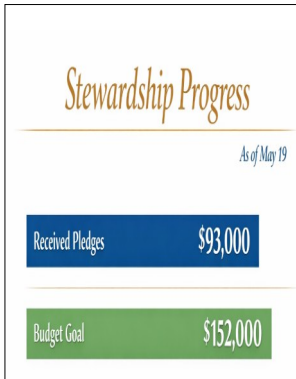 Stewardship Progress
As of May 19
Received Pledges $93,000
Budget Goal $152,000